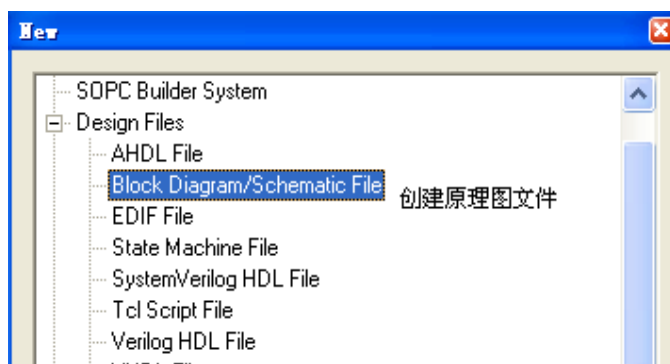 New
SOPC Builder System
Design Files
AHDL File
Block Diagram/Schematic File
创建原理图文件
EDIF File
State Machine File
SystemVerilog HDL File
Tcl Script File
Verilog HDL File